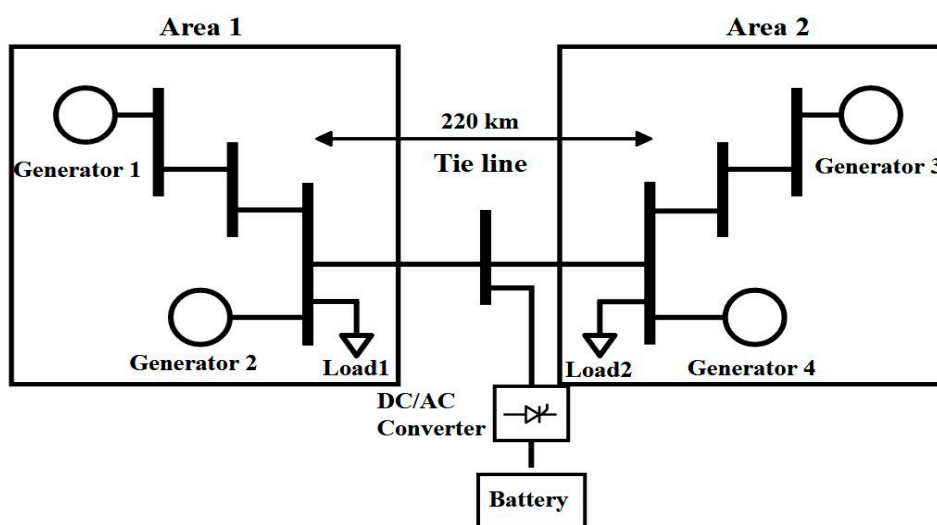 Area 1
Area 2
220 km
Tie line
Generator 1
Generator 3
Generator 2
Load1
Load2
Generator 4
DC/AC
Converter
Battery